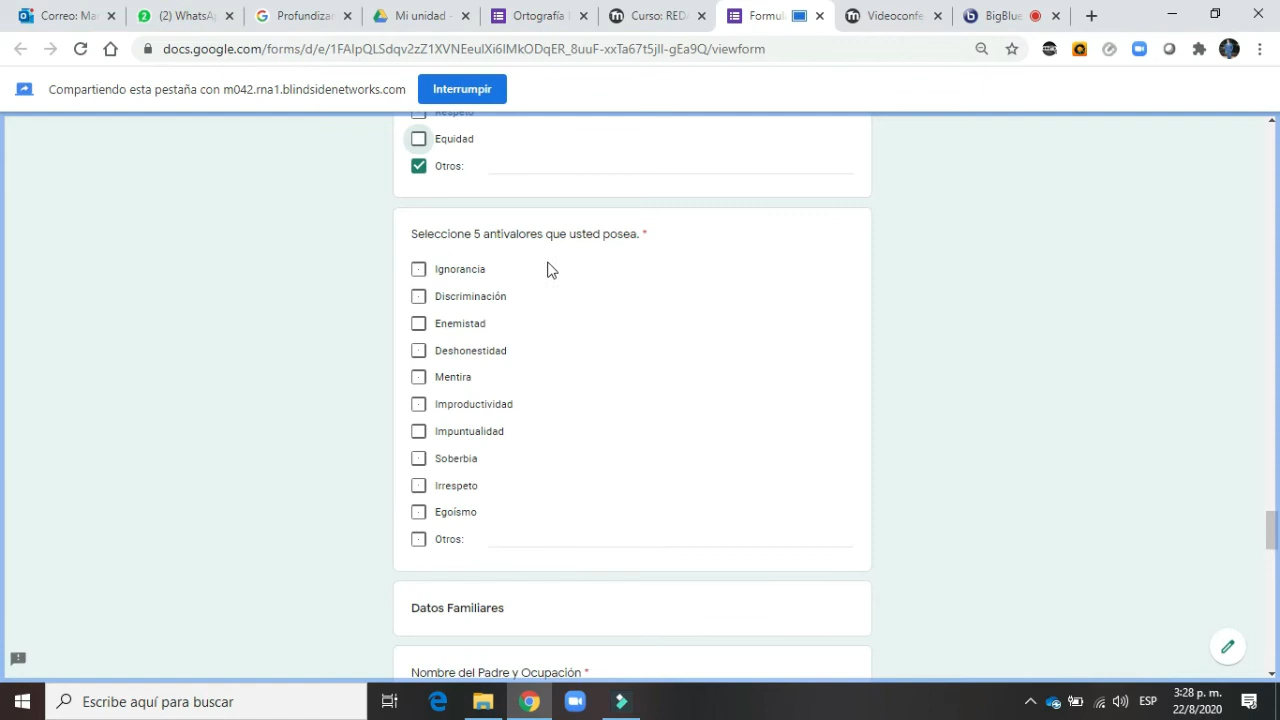 Correo: Ma
(2) WhatsA
Profundizar
Mi unidad -
Ortografía
Curso: RED
Formul
Videoconfe
BigBlue
docs.google.com/forms/d/e/1FAIpQLSdqv2zZ1XVNEeulXi6lMkODqER_8uuF-xxTa67t5jlI-gEa9Q/viewform
Compartiendo esta pestaña con m042.rna1.blindsidenetworks.com
Interrumpir
Respeto
Equidad
Otros:
Seleccione 5 antivalores que usted posea. *
Ignorancia
Discriminación
Enemistad
Deshonestidad
Mentira
Improductividad
Impuntualidad
Soberbia
Irrespeto
Egoísmo
Otros:
Datos Familiares
Nombre del Padre y Ocupación *
Escribe aquí para buscar
ESP
3:28 p. m.
22/8/2020